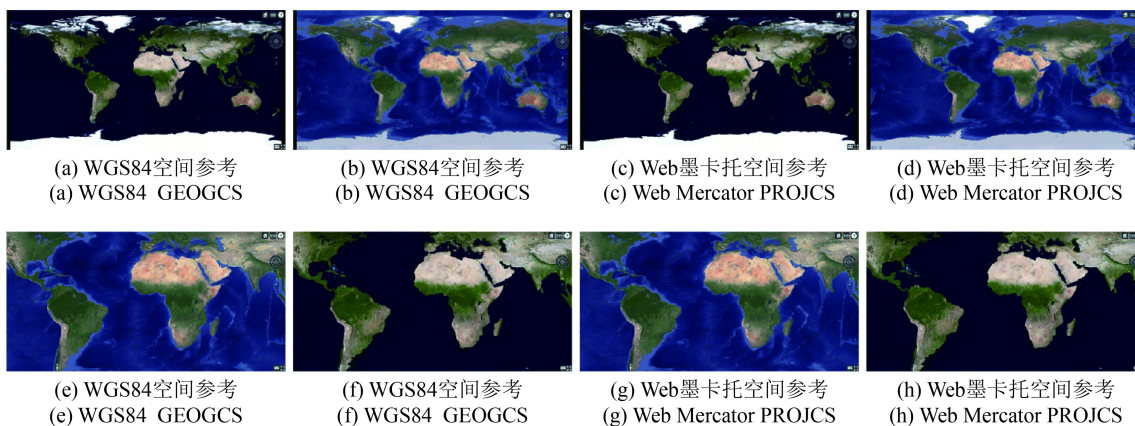 (a) WGS84空间参考
(a) WGS84 GEOGCS
(b) WGS84空间参考
(b) WGS84 GEOGCS
(c) Web墨卡托空间参考
(c) Web Mercator PROJCS
(d) Web墨卡托空间参考
(d) Web Mercator PROJCS
(e) WGS84空间参考
(e) WGS84 GEOGCS
(f) WGS84空间参考
(f) WGS84 GEOGCS
(g) Web墨卡托空间参考
(g) Web Mercator PROJCS
(h) Web墨卡托空间参考
(h) Web Mercator PROJCS